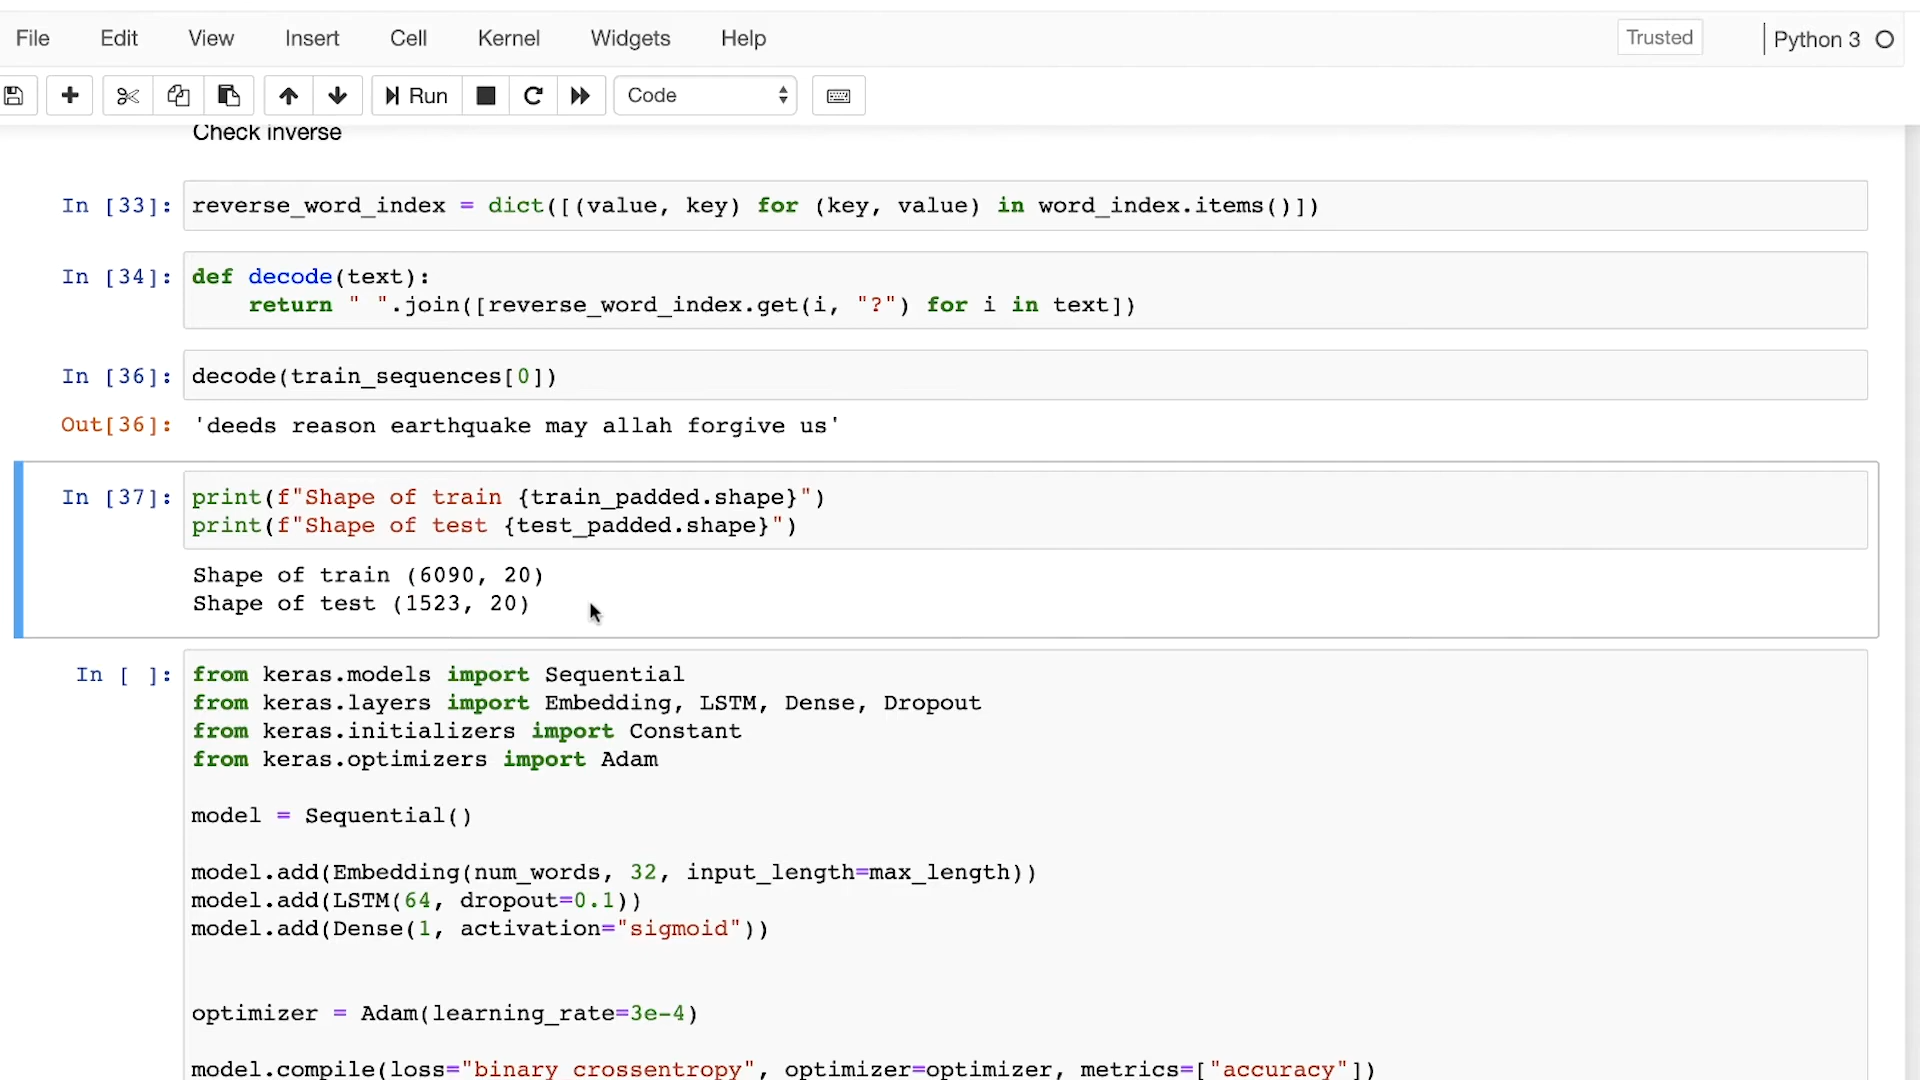 File Edit View Insert Cell Kernel Widgets Help Trusted Python 3
Run Code
Check inverse
In [33]: reverse_word_index = dict([(value, key) for (key, value) in word_index.items()])
In [34]: def decode(text):
    return " ".join([reverse_word_index.get(i, "?") for i in text])
In [36]: decode(train_sequences[0])
Out[36]: 'deeds reason earthquake may allah forgive us'
In [37]: print(f"Shape of train {train_padded.shape}")
print(f"Shape of test {test_padded.shape}")
Shape of train (6090, 20)
Shape of test (1523, 20)
In [ ]: from keras.models import Sequential
from keras.layers import Embedding, LSTM, Dense, Dropout
from keras.initializers import Constant
from keras.optimizers import Adam
model = Sequential()
model.add(Embedding(num_words, 32, input_length=max_length))
model.add(LSTM(64, dropout=0.1))
model.add(Dense(1, activation="sigmoid"))
optimizer = Adam(learning_rate=3e-4)
model.compile(loss="binary_crossentropy", optimizer=optimizer, metrics=["accuracy"])